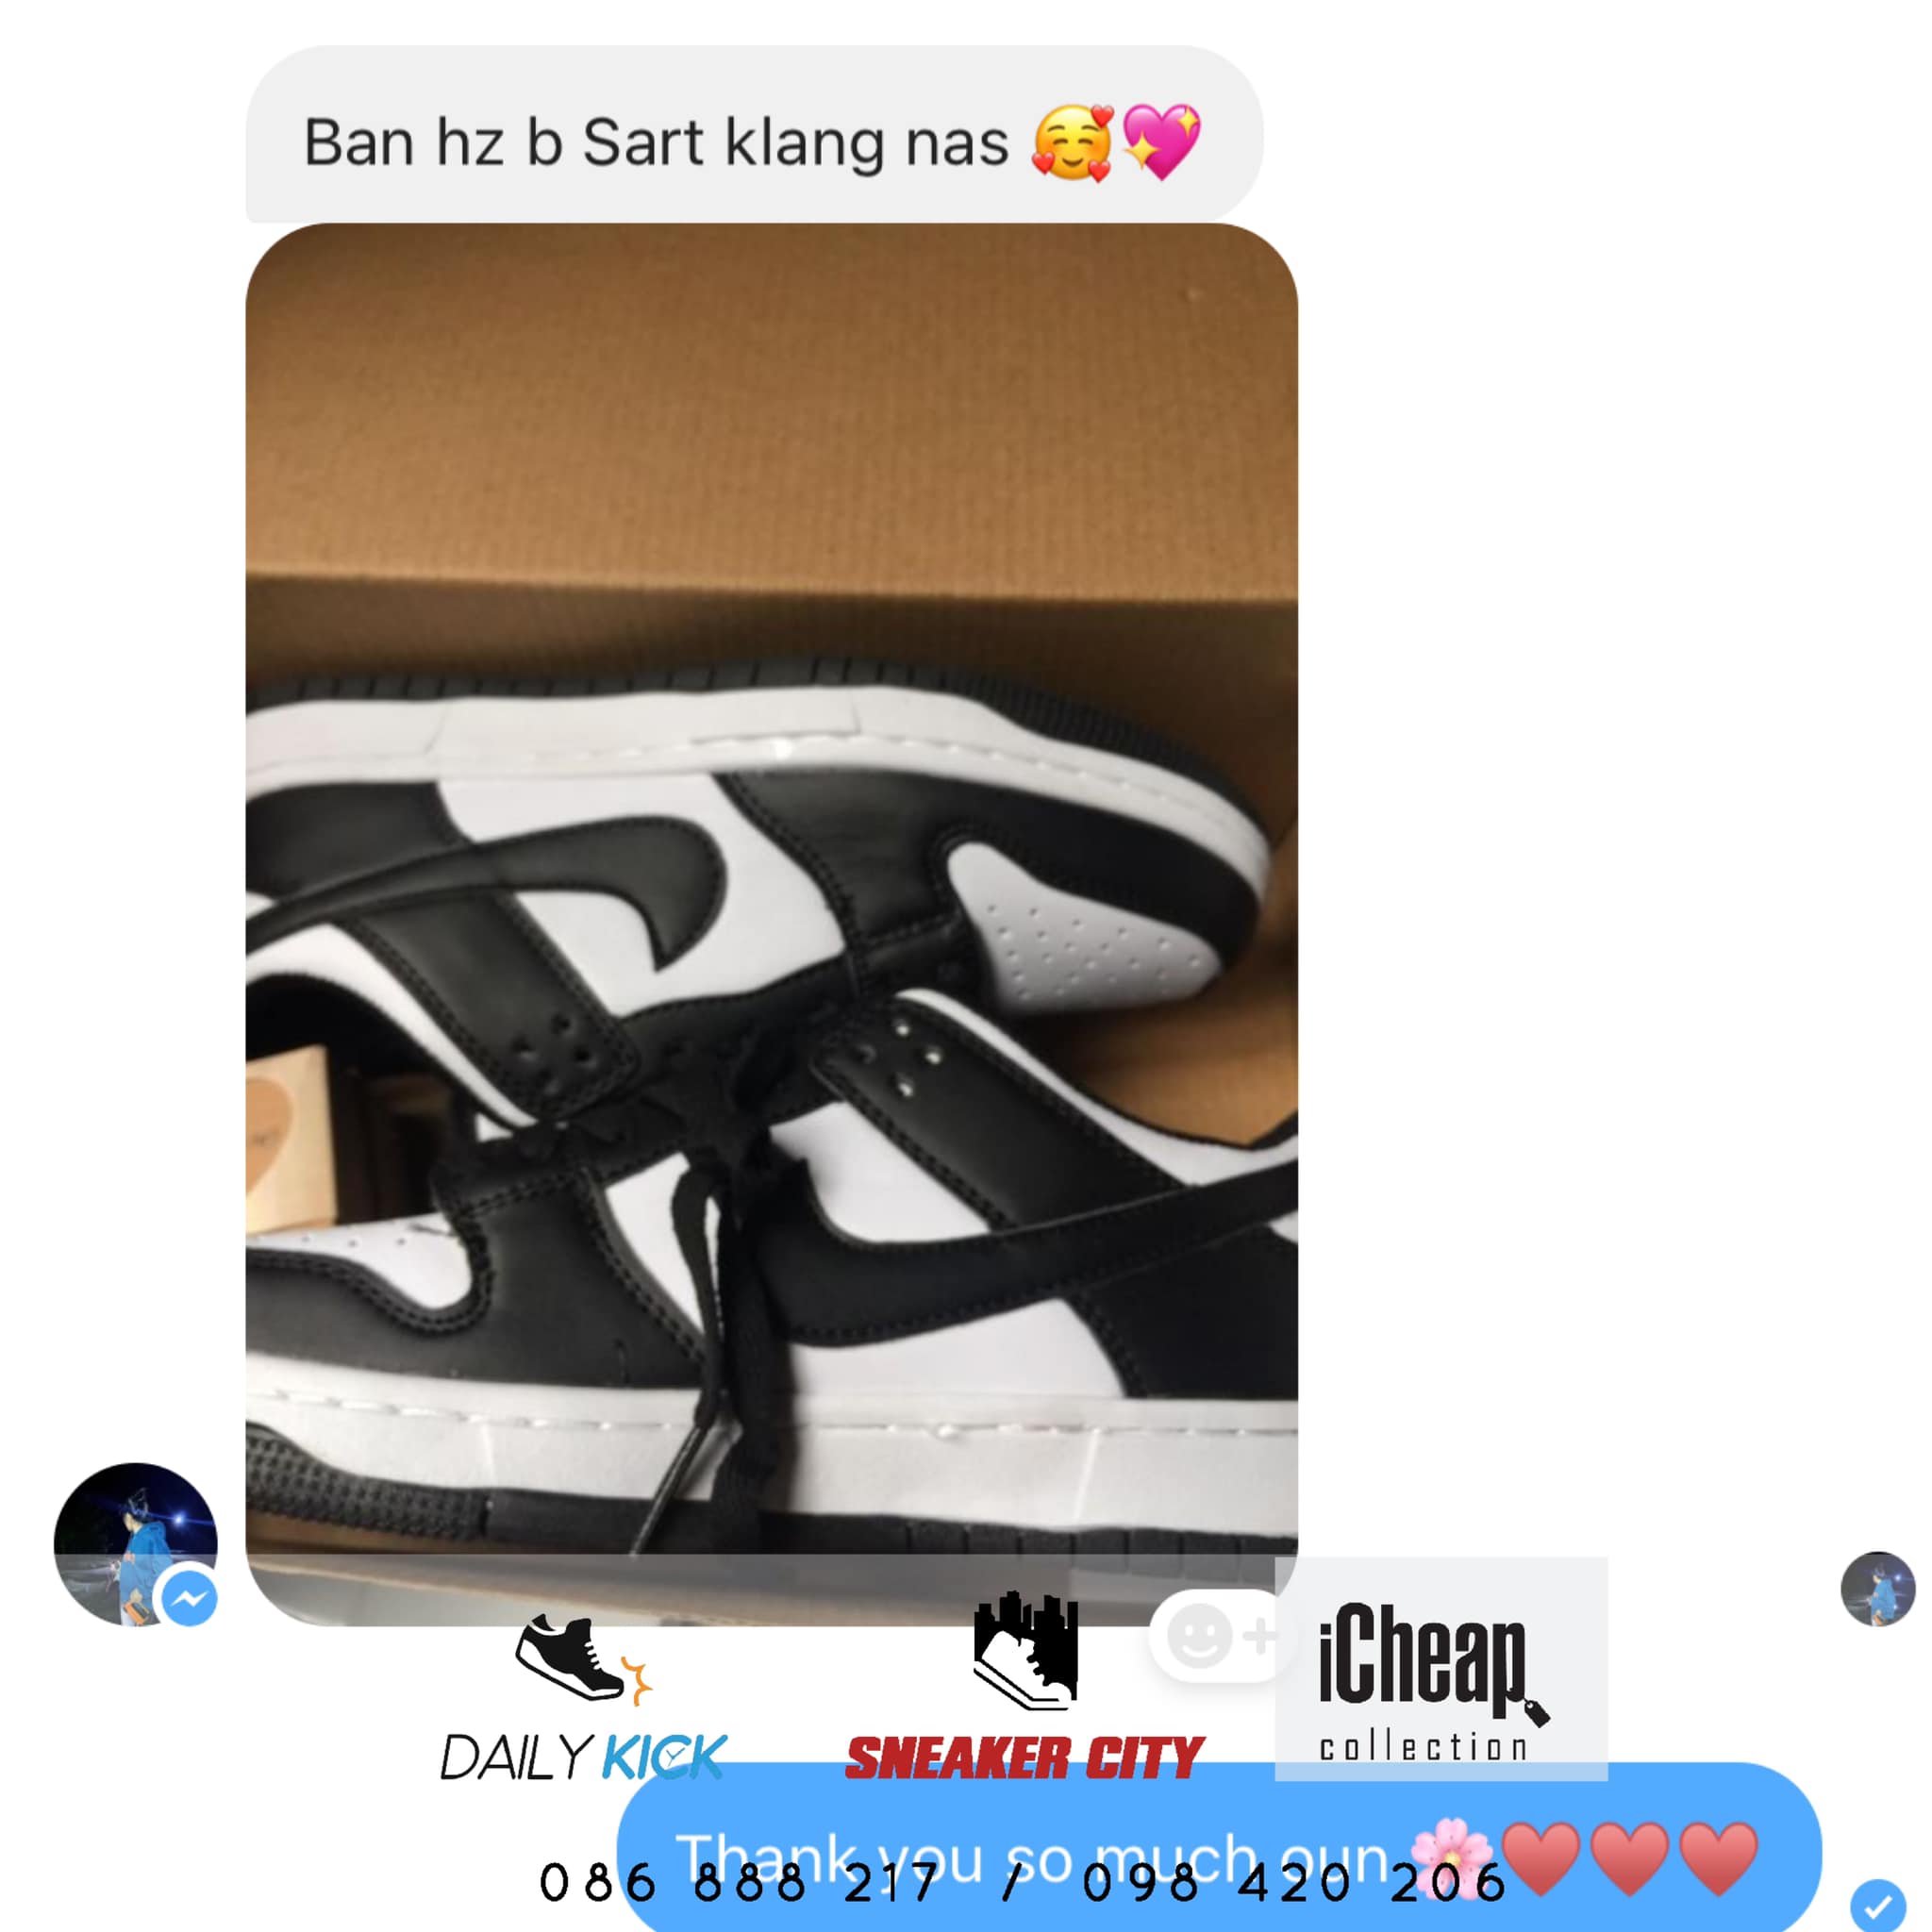 Ban hz b Sart klang nas 🥰💖
DAILY KICK
SNEAKER CITY
iCheap
collection
Thank you so much oun 🌸♥️♥️♥️
086 888 217 / 098 420 206